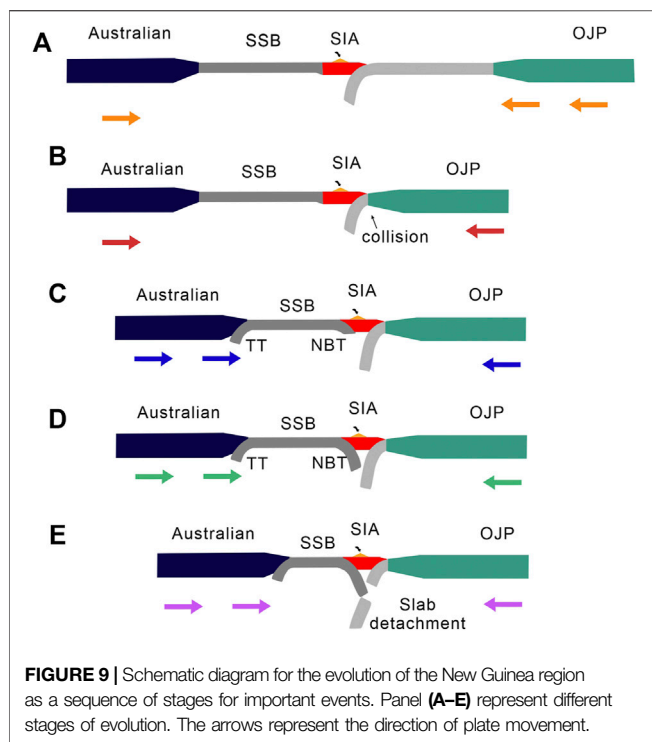 A
Australian SSB SIA OJP
B
Australian SSB SIA OJP
collision
C
Australian SSB SIA OJP
TT NBT
D
Australian SSB SIA OJP
TT NBT
E
Australian SSB SIA OJP
Slab
detachment
FIGURE 9 | Schematic diagram for the evolution of the New Guinea region
as a sequence of stages for important events. Panel (A–E) represent different
stages of evolution. The arrows represent the direction of plate movement.